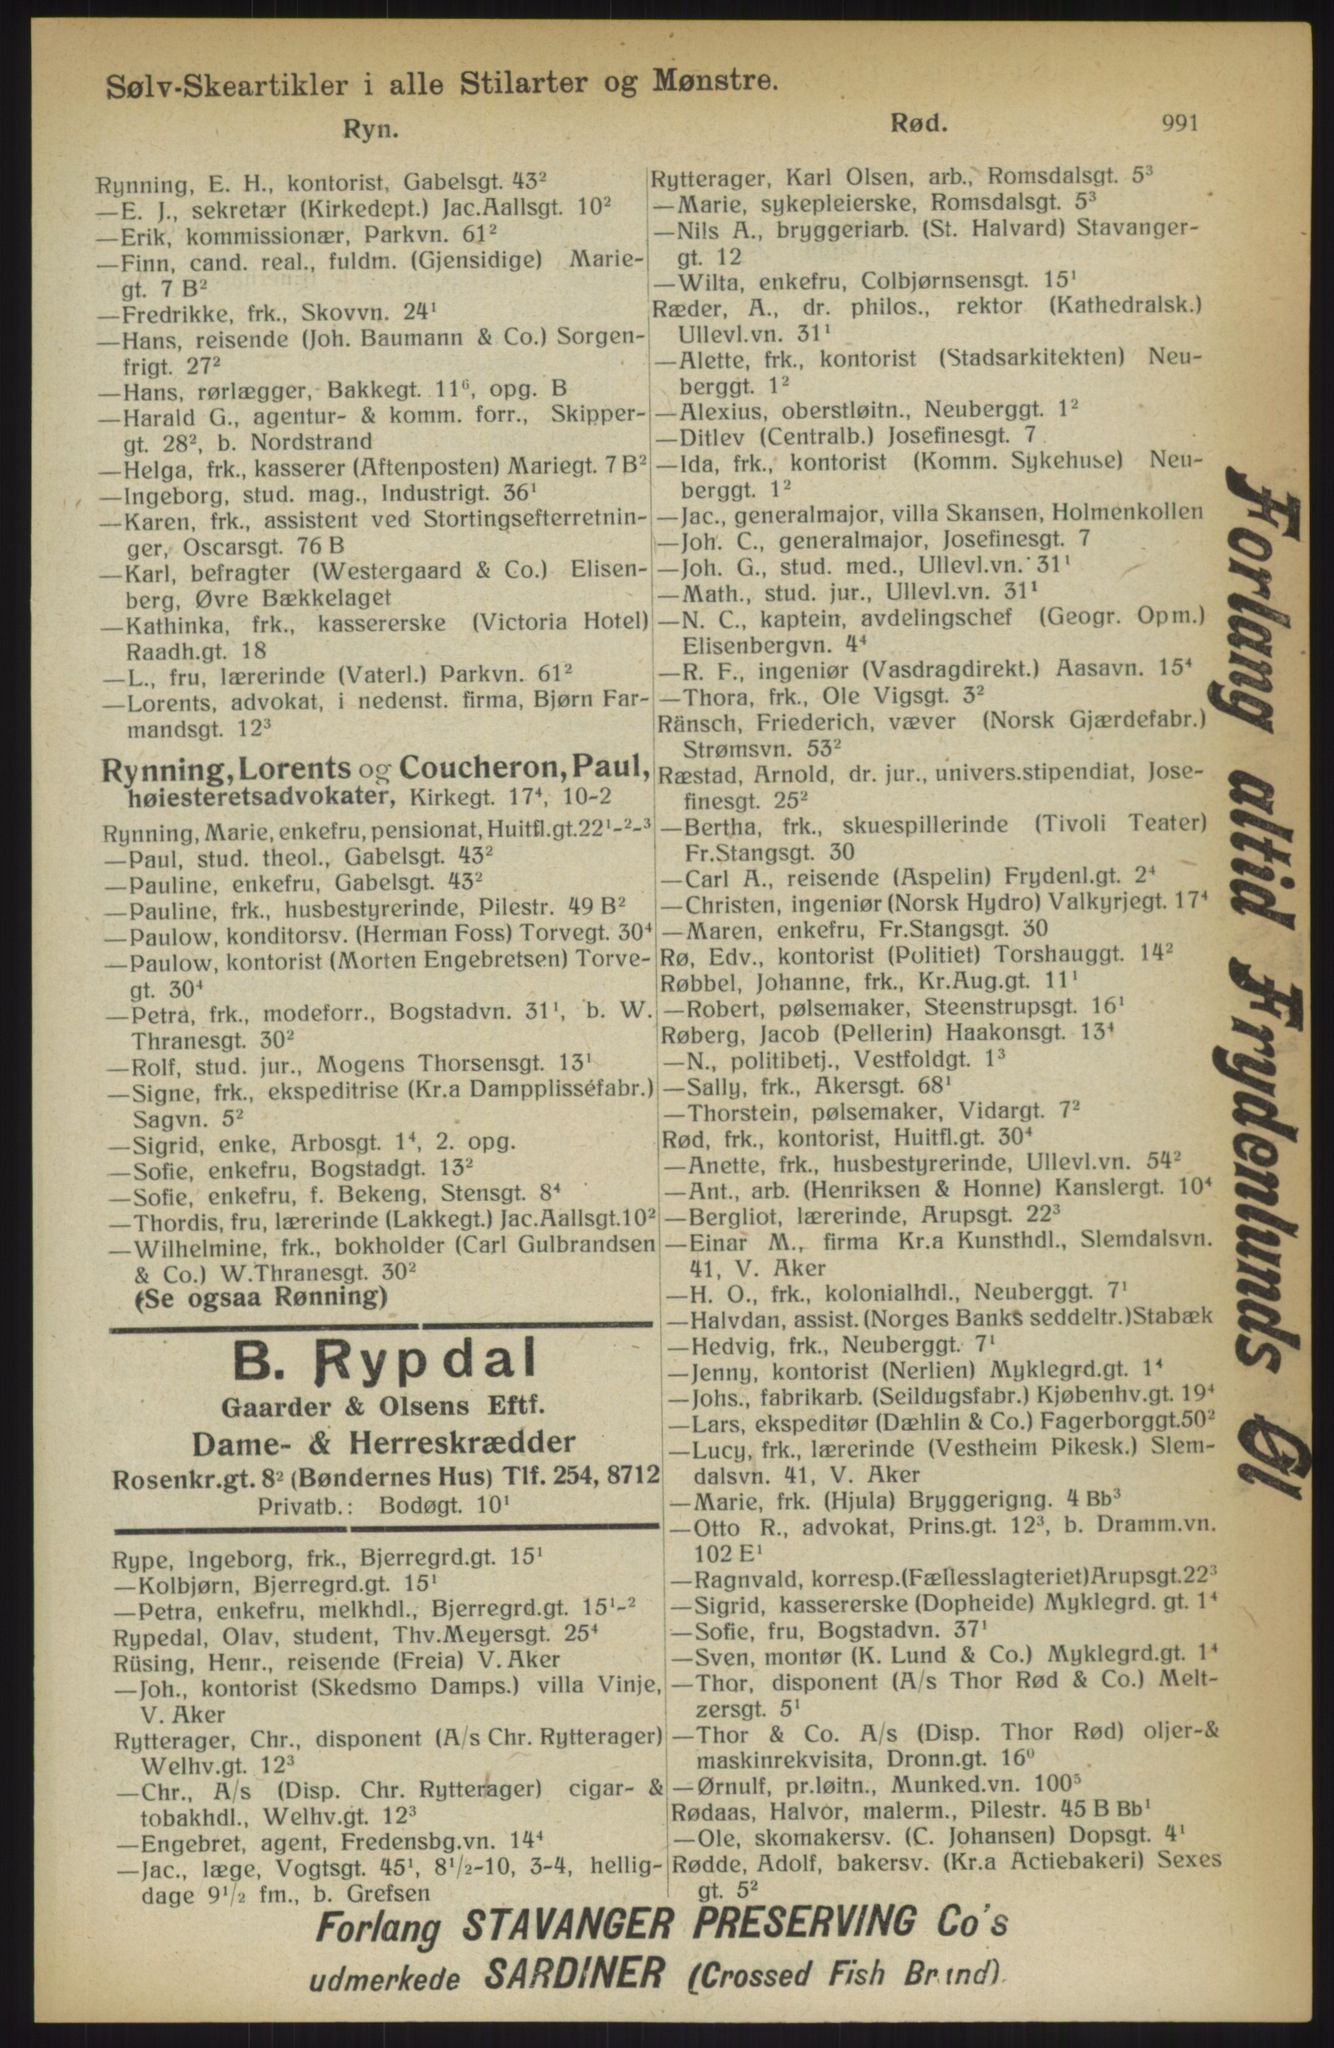 Sølv-Skeartikler i alle Stilarter og Mønstre.
Ryn.
Rød.
991
Rynning, E. H., kontorist, Gabelsgt. 43²
—E. J., sekretær (Kirkedept.) Jac.Aallsgt. 10²
—Erik, kommissionær, Parkvn. 61²
—Finn, cand. real., fuldm. (Gjensidige) Marie-
gt. 7 B²
—Fredrikke, frk., Skovvn. 24¹
—Hans, reisende (Joh. Baumann & Co.) Sorgen-
frigt. 27²
—Hans, rørlægger, Bakkegt. 11⁶, opg. B
—Harald G., agentur- & komm. forr., Skipper-
gt. 28², b. Nordstrand
—Helga, frk., kasserer (Aftenposten) Mariegt. 7 B²
—Ingeborg, stud. mag., Industrigt. 36¹
—Karen, frk., assistent ved Stortingsefterretnin-
ger, Oscarsgt. 76 B
—Karl, befragter (Westergaard & Co.) Elisen-
berg, Øvre Bækkelaget
—Kathinka, frk., kassererske (Victoria Hotel)
Raadh.gt. 18
—L., fru, lærerinde (Vaterl.) Parkvn. 61²
—Lorents, advokat, i nedenst. firma, Bjørn Far-
mandsgt. 12³
Rynning, Lorents og Coucheron, Paul,
høiesteretsadvokater, Kirkegt. 17⁴, 10-2
Rynning, Marie, enkefru, pensionat, Huitfl.gt.22¹-²-³
—Paul, stud. theol., Gabelsgt. 43²
—Pauline, enkefru, Gabelsgt. 43²
—Pauline, frk., husbestyrerinde, Pilestr. 49 B²
—Paulow, konditorsv. (Herman Foss) Torvegt. 30⁴
—Paulow, kontorist (Morten Engebretsen) Torve-
gt. 30⁴
—Petra, frk., modeforr., Bogstadvn. 31¹, b. W.
Thranesgt. 30²
—Rolf, stud. jur., Mogens Thorsensgt. 13¹
—Signe, frk., ekspeditrise (Kr.a Dampplisséfabr.)
Sagvn. 5²
—Sigrid, enke, Arbosgt. 1⁴, 2. opg.
—Sofie, enkefru, Bogstadgt. 13²
—Sofie, enkefru, f. Bekeng, Stensgt. 8⁴
—Thordis, fru, lærerinde (Lakkegt.) Jac.Aallsgt.10²
—Wilhelmine, frk., bokholder (Carl Gulbrandsen
& Co.) W.Thranesgt. 30²
(Se ogsaa Rønning)
B. Rypdal
Gaarder & Olsens Eftf.
Dame- & Herreskrædder
Rosenkr.gt. 8² (Bøndernes Hus) Tlf. 254, 8712
Privatb.: Bodøgt. 10¹
Rype, Ingeborg, frk., Bjerregrd.gt. 15¹
—Kolbjørn, Bjerregrd.gt. 15¹
—Petra, enkefru, melkhdl., Bjerregrd.gt. 15¹-²
Rypedal, Olav, student, Thv.Meyersgt. 25⁴
Rüsing, Henr., reisende (Freia) V. Aker
—Joh., kontorist (Skedsmo Damps.) villa Vinje,
V. Aker
Rytterager, Chr., disponent (A/s Chr. Rytterager)
Welhv.gt. 12³
—Chr., A/s (Disp. Chr. Rytterager) cigar- &
tobakhdl., Welhv.gt. 12³
—Engebret, agent, Fredensbg.vn. 14⁴
—Jac., læge, Vogtsgt. 45¹, 8½-10, 3-4, hellig-
dage 9½ fm., b. Grefsen
Rytterager, Karl Olsen, arb., Romsdalsgt. 5³
—Marie, sykepleierske, Romsdalsgt. 5³
—Nils A., bryggeriarb. (St. Halvard) Stavanger-
gt. 12
—Wilta, enkefru, Colbjørnsensgt. 15¹
Ræder, A., dr. philos., rektor (Kathedralsk.)
Ullevl.vn. 31¹
—Alette, frk., kontorist (Stadsarkitekten) Neu-
berggt. 1²
—Alexius, oberstløitn., Neuberggt. 1²
—Ditlev (Centralb.) Josefinesgt. 7
—Ida, frk., kontorist (Komm. Sykehuse) Neu-
berggt. 1²
—Jac., generalmajor, villa Skansen, Holmenkollen
—Joh. C., generalmajor, Josefinesgt. 7
—Joh. G., stud. med., Ullevl.vn. 31¹
—Math., stud. jur., Ullevl.vn. 31¹
—N. C., kaptein, avdelingschef (Geogr. Opm.)
Elisenbergvn. 4⁴
—R. F., ingeniør (Vasdragdirekt.) Aasavn. 15⁴
—Thora, frk., Ole Vigsgt. 3²
Ränsch, Friederich, væver (Norsk Gjærdefabr.)
Strømsvn. 53²
Ræstad, Arnold, dr. jur., univers.stipendiat, Jose-
finesgt. 25²
—Bertha, frk., skuespillerinde (Tivoli Teater)
Fr.Stangsgt. 30
—Carl A., reisende (Aspelin) Frydenl.gt. 2⁴
—Christen, ingeniør (Norsk Hydro) Valkyrjegt. 17⁴
—Maren, enkefru, Fr.Stangsgt. 30
Rø, Edv., kontorist (Politiet) Torshauggt. 14²
Røbbel, Johanne, frk., Kr.Aug.gt. 11¹
—Robert, pølsemaker, Steenstrupsgt. 16¹
Røberg, Jacob (Pellerin) Haakonsgt. 13⁴
—N., politibetj., Vestfoldgt. 1³
—Sally, frk., Akersgt. 68¹
—Thorstein, pølsemaker, Vidargt. 7²
Rød, frk., kontorist, Huitfl.gt. 30⁴
—Anette, frk., husbestyrerinde, Ullevl.vn. 54²
—Ant., arb. (Henriksen & Honne) Kanslergt. 10⁴
—Bergliot, lærerinde, Arupsgt. 22³
—Einar M., firma Kr.a Kunsthdl., Slemdalsvn.
41, V. Aker
—H. O., frk., kolonialhdl., Neuberggt. 7¹
—Halvdan, assist. (Norges Banks seddeltr.)Stabæk
—Hedvig, frk., Neuberggt. 7¹
—Jenny, kontorist (Nerlien) Myklegrd.gt. 1⁴
—Johs., fabrikarb. (Seildugsfabr.) Kjøbenhv.gt. 19⁴
—Lars, ekspeditør (Dæhlin & Co.) Fagerborggt.50²
—Lucy, frk., lærerinde (Vestheim Pikesk.) Slem-
dalsvn. 41, V. Aker
—Marie, frk. (Hjula) Bryggerigng. 4 Bb³
—Otto R., advokat, Prins.gt. 12³, b. Dramm.vn.
102 E¹
—Ragnvald, korresp.(Fællesslagteriet)Arupsgt.22³
—Sigrid, kassererske (Dopheide) Myklegrd. gt. 1⁴
—Sofie, fru, Bogstadvn. 37¹
—Sven, montør (K. Lund & Co.) Myklegrd.gt. 1⁴
—Thor, disponent (A/s Thor Rød & Co.) Melt-
zersgt. 5¹
—Thor & Co. A/s (Disp. Thor Rød) oljer-&
maskinrekvisita, Dronn.gt. 16⁰
—Ørnulf, pr.løitn., Munked.vn. 100⁵
Rødaas, Halvor, malerm., Pilestr. 45 B Bb¹
—Ole, skomakersv. (C. Johansen) Dopsgt. 4¹
Rødde, Adolf, bakersv. (Kr.a Actiebakeri) Sexes
gt. 5²
Forlang altid Frydenlunds Øl
Forlang STAVANGER PRESERVING Co's
udmerkede SARDINER (Crossed Fish Brand).